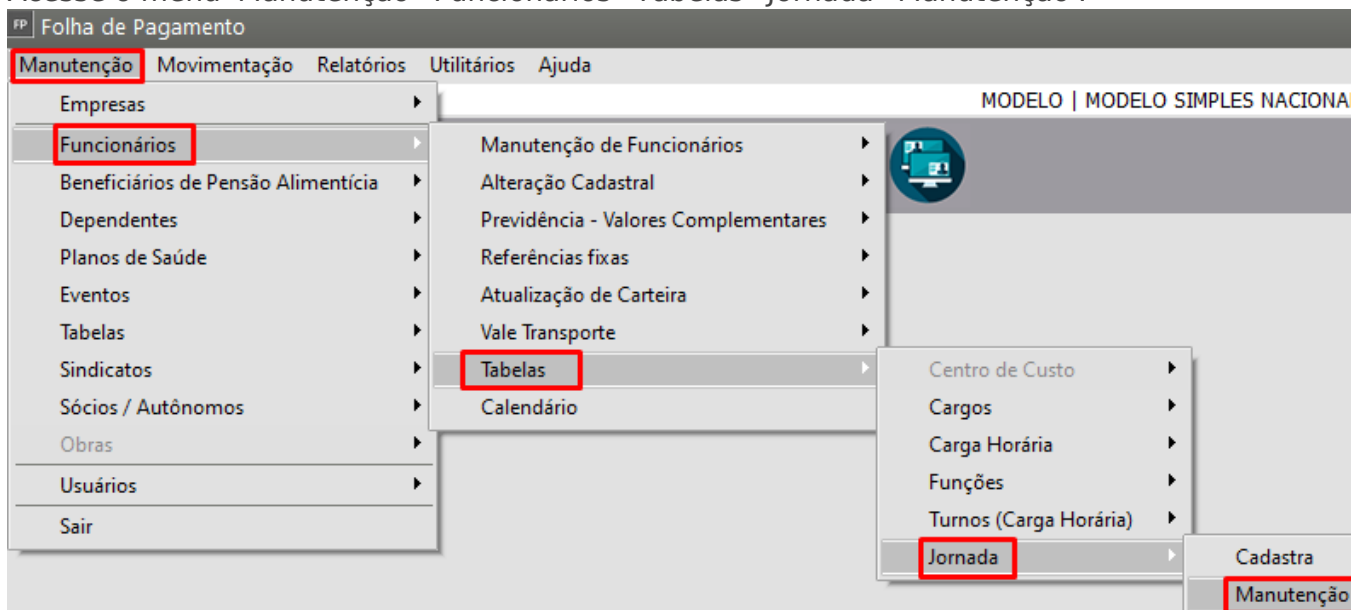 FP Folha de Pagamento
Manutenção Movimentação Relatórios Utilitários Ajuda
MODELO | MODELO SIMPLES
Empresas
Funcionários
Beneficiários de Pensão Alimentícia
Dependentes
Planos de Saúde
Eventos
Tabelas
Sindicatos
Sócios / Autônomos
Obras
Usuários
Sair
Manutenção de Funcionários
Alteração Cadastral
Previdência - Valores Complementares
Referências fixas
Atualização de Carteira
Vale Transporte
Tabelas
Calendário
Centro de Custo
Cargos
Carga Horária
Funções
Turnos (Carga Horária)
Jornada
Cadastra
Manutenção